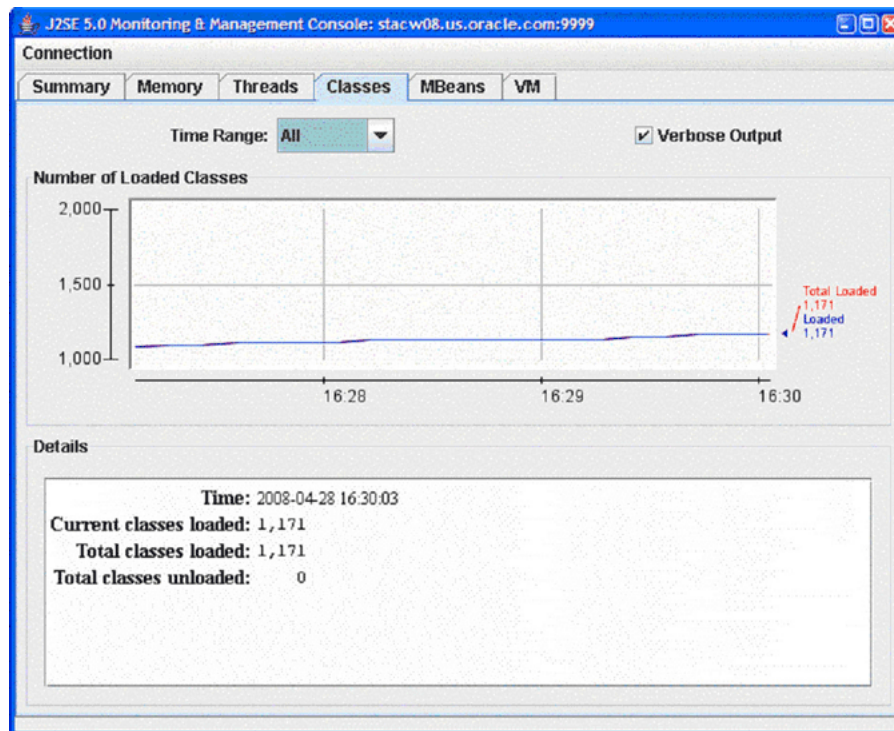 J2SE 5.0 Monitoring & Management Console: stacw08.us.oracle.com:9999
Connection
Summary Memory Threads Classes MBeans VM
Time Range: All Verbose Output
Number of Loaded Classes
2,000
1,500
1,000
Total Loaded
1,171
Loaded
1,171
16:28 16:29 16:30
Details
Time: 2008-04-28 16:30:03
Current classes loaded: 1,171
Total classes loaded: 1,171
Total classes unloaded: 0